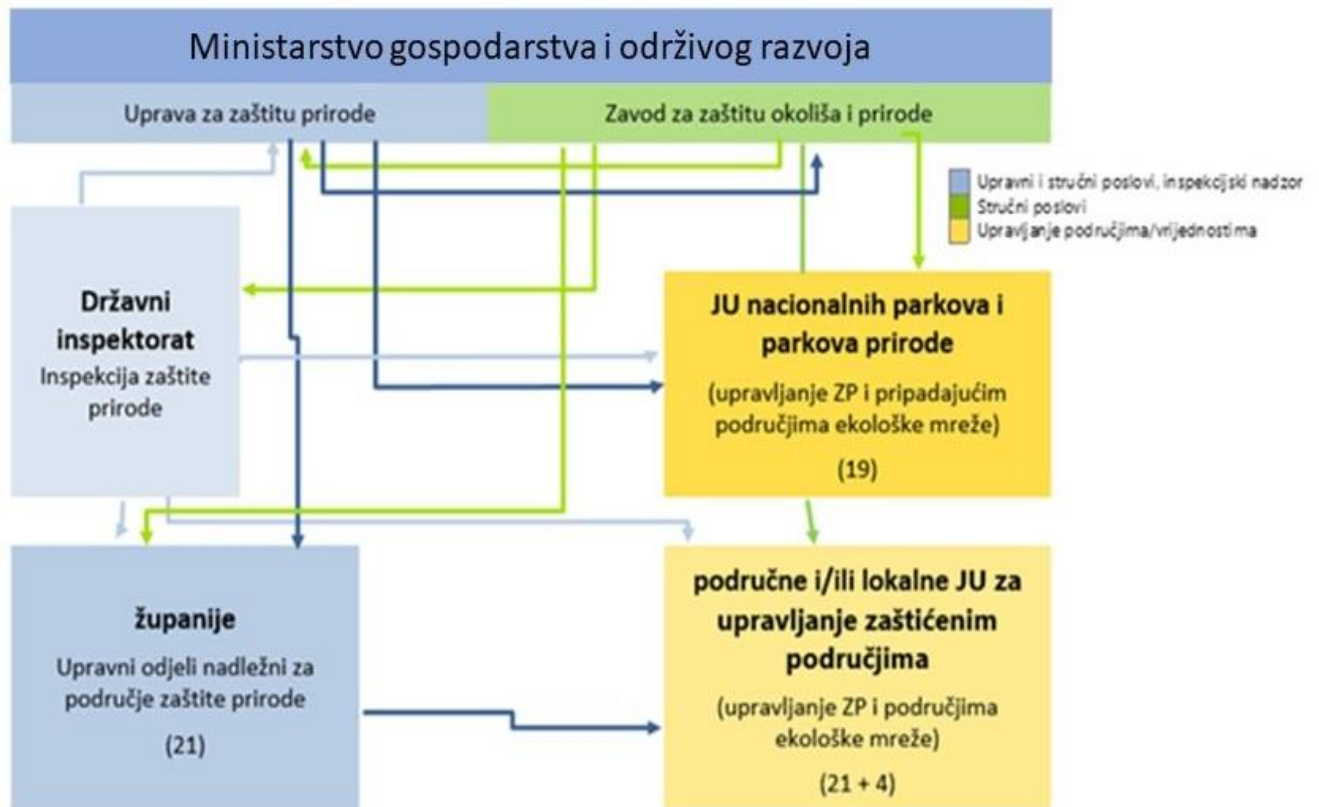 Ministarstvo gospodarstva i održivog razvoja
Uprava za zaštitu prirode
Zavod za zaštitu okoliša i prirode
Upravni i stručni poslovi, inspekcijski nadzor
Stručni poslovi
Upravljanje područjima/vrijednostima
Državni
inspektorat
Inspekcija zaštite
prirode
JU nacionalnih parkova i
parkova prirode
(upravljanje ZP i pripadajućim
područjima ekološke mreže)
(19)
županije
Upravni odjeli nadležni za
područje zaštite prirode
(21)
područne i/ili lokalne JU za
upravljanje zaštićenim
područjima
(upravljanje ZP i područjima
ekološke mreže)
(21 + 4)